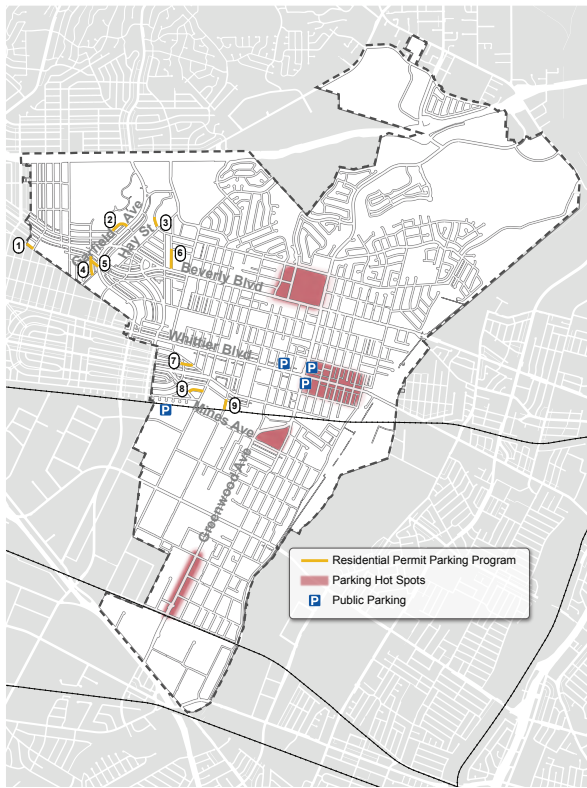 1
2
3
4
5
6
7
8
9
Garfield Ave
Hay St
Beverly Blvd
Whittier Blvd
Mines Ave
Greenwood Ave
P
P
P
P
Residential Permit Parking Program
Parking Hot Spots
P Public Parking